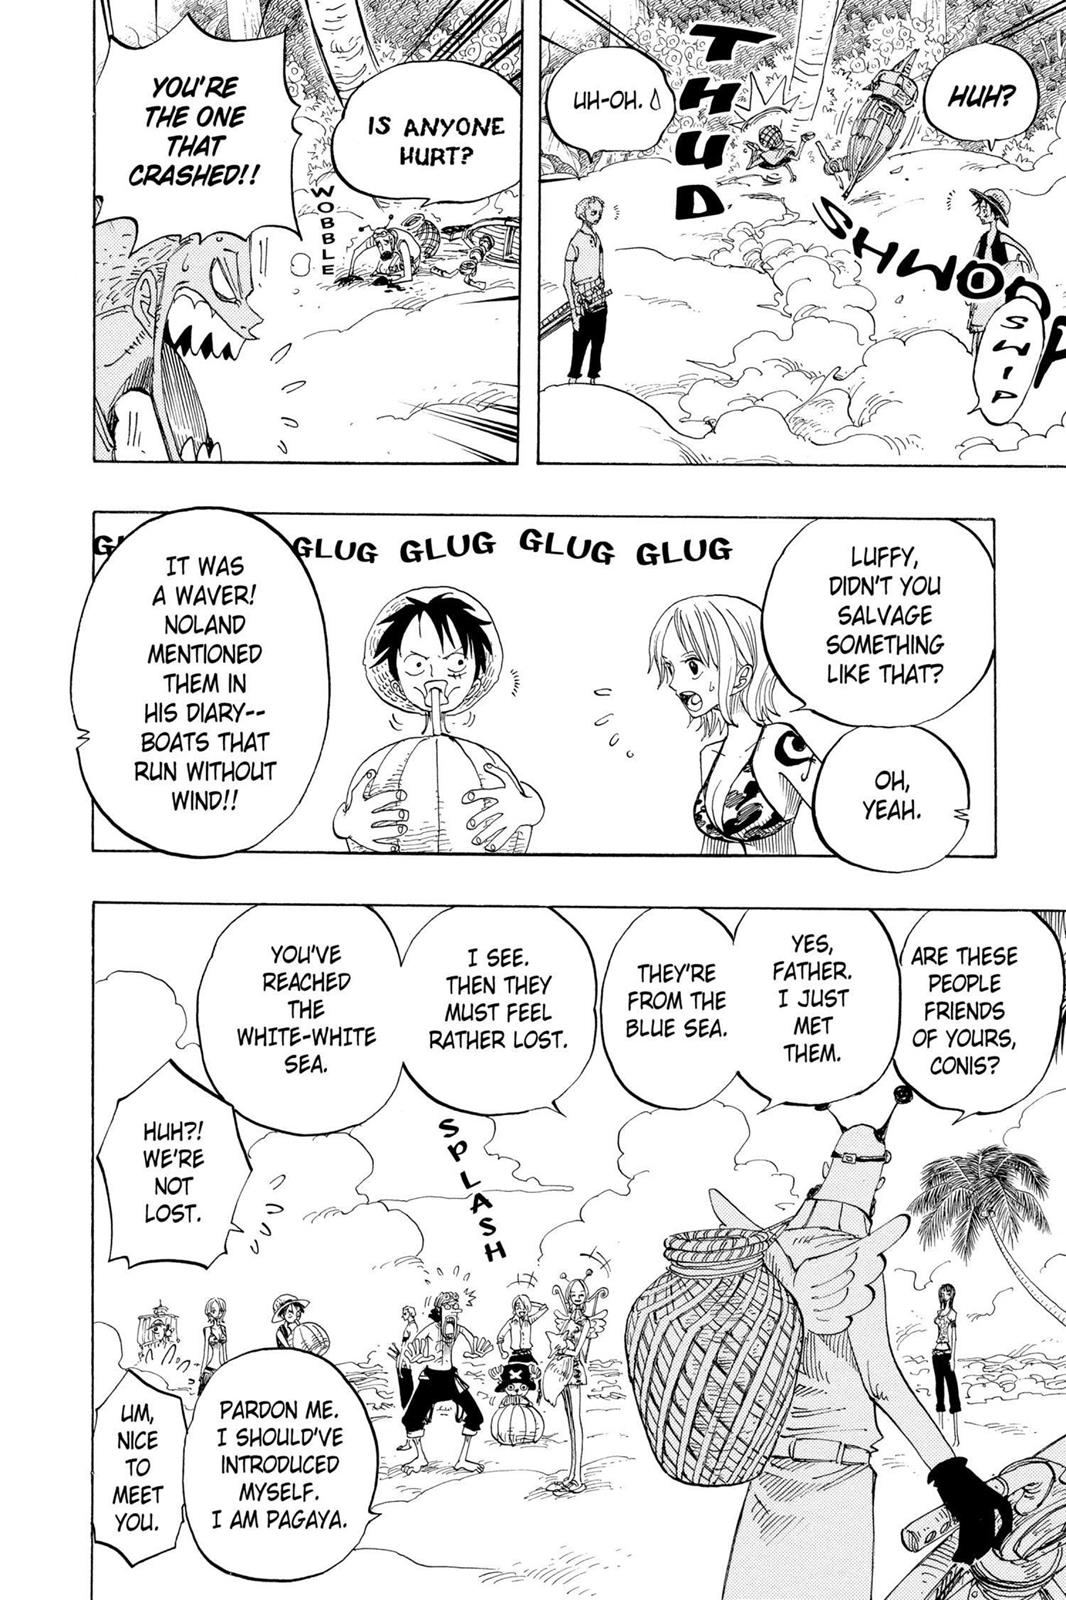 HUH?
THUD
UH-OH.
SHWOOP
SWIP
IS ANYONE
HURT?
WOBBLE
YOU'RE
THE ONE
THAT
CRASHED!!
LUFFY,
DIDN'T YOU
SALVAGE
SOMETHING
LIKE THAT?
OH,
YEAH.
GLUG GLUG GLUG GLUG
IT WAS
A WAVER!
NOLAND
MENTIONED
THEM IN
HIS DIARY--
BOATS THAT
RUN WITHOUT
WIND!!
ARE THESE
PEOPLE
FRIENDS
OF YOURS,
CONIS?
YES,
FATHER.
I JUST
MET
THEM.
THEY'RE
FROM THE
BLUE SEA.
I SEE.
THEN THEY
MUST FEEL
RATHER LOST.
YOU'VE
REACHED
THE
WHITE-WHITE
SEA.
HUH?!
WE'RE
NOT
LOST.
SPLASH
PARDON ME.
I SHOULD'VE
INTRODUCED
MYSELF.
I AM PAGAYA.
UM,
NICE
TO
MEET
YOU.